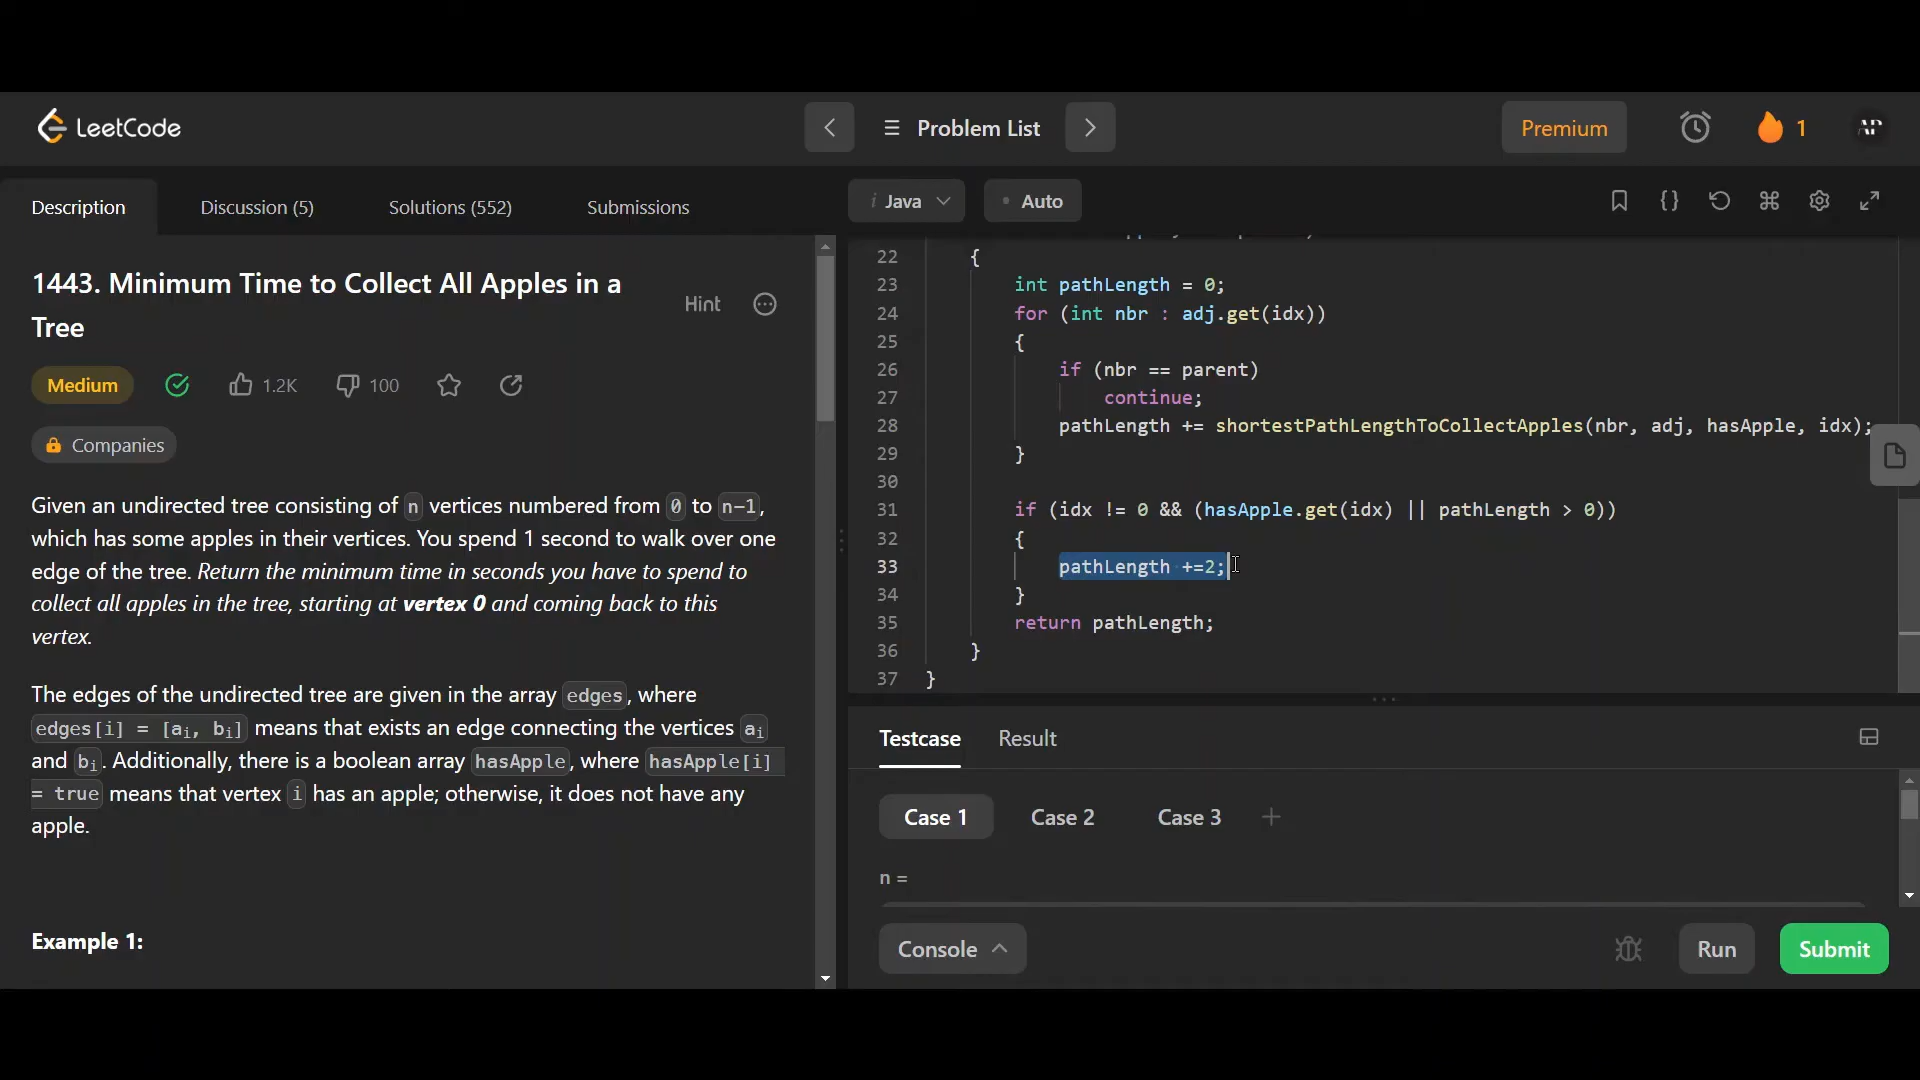 LeetCode
Problem List
Premium
1
Description
Discussion (5)
Solutions (552)
Submissions
1443. Minimum Time to Collect All Apples in a
Tree
Hint
Medium
1.2K
100
Companies
Given an undirected tree consisting of n vertices numbered from 0 to n-1,
which has some apples in their vertices. You spend 1 second to walk over one
edge of the tree. Return the minimum time in seconds you have to spend to
collect all apples in the tree, starting at vertex 0 and coming back to this
vertex.
The edges of the undirected tree are given in the array edges, where
edges[i] = [ai, bi] means that exists an edge connecting the vertices ai
and bi. Additionally, there is a boolean array hasApple, where hasApple[i]
= true means that vertex i has an apple; otherwise, it does not have any
apple.
Example 1:
i Java
Auto
22 {
23 int pathLength = 0;
24 for (int nbr : adj.get(idx))
25 {
26 if (nbr == parent)
27 continue;
28 pathLength += shortestPathLengthToCollectApples(nbr, adj, hasApple, idx);
29 }
30
31 if (idx != 0 && (hasApple.get(idx) || pathLength > 0))
32 {
33 pathLength +=2;
34 }
35 return pathLength;
36 }
37 }
Testcase
Result
Case 1
Case 2
Case 3
n =
Console
Run
Submit